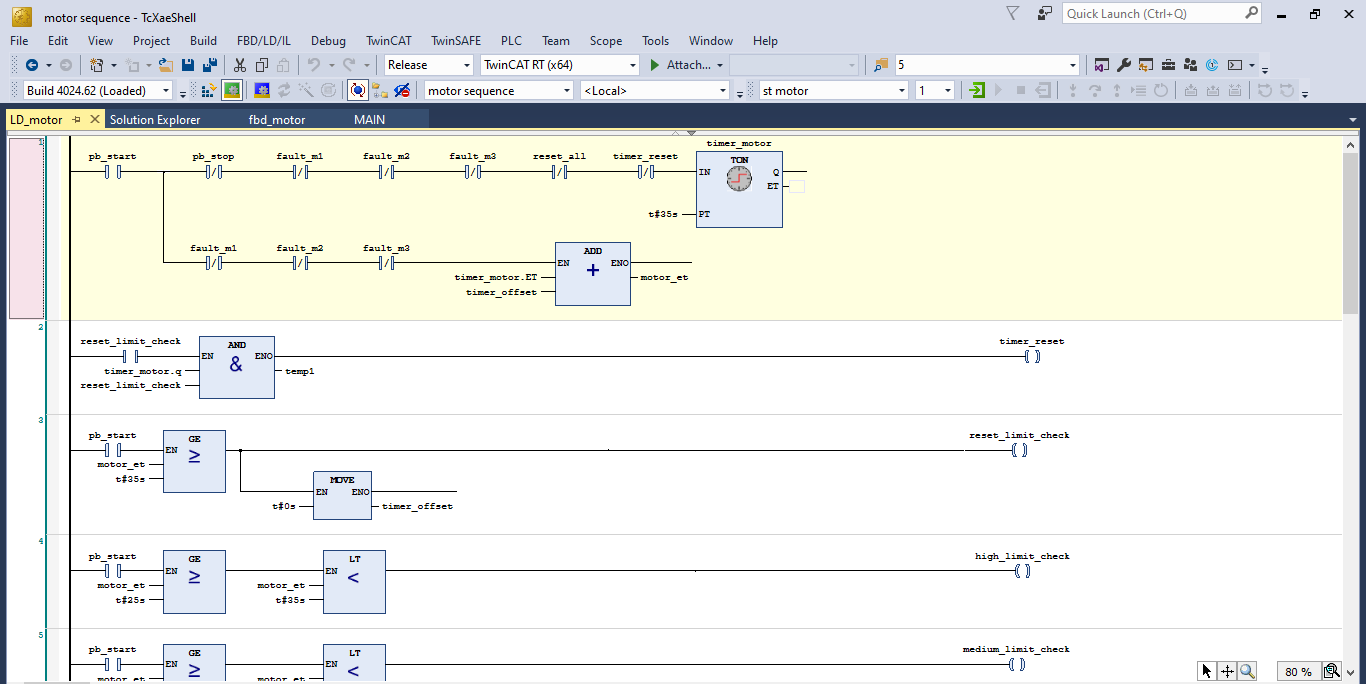 motor sequence - TcXaeShell
Quick Launch (Ctrl+Q)
File Edit View Project Build FBD/LD/IL Debug TwinCAT TwinSAFE PLC Team Scope Tools Window Help
Release TwinCAT RT (x64) Attach... 5
Build 4024.62 (Loaded) motor sequence <Local> st motor 1
LD_motor Solution Explorer fbd_motor MAIN
1
timer_motor
pb_start pb_stop fault_m1 fault_m2 fault_m3 reset_all timer_reset TON
IN Q
ET
t#35s PT
fault_m1 fault_m2 fault_m3 ADD
EN ENO
+
timer_motor.ET motor_et
timer_offset
2
reset_limit_check AND timer_reset
EN ENO
&
timer_motor.q temp1
reset_limit_check
3
pb_start GE reset_limit_check
EN ≥
motor_et
t#35s MOVE
EN ENO
t#0s timer_offset
4
pb_start GE LT high_limit_check
EN ≥ EN <
motor_et motor_et
t#25s t#35s
5
pb_start GE LT medium_limit_check
EN ≥ EN <
motor_et motor_et
80 %